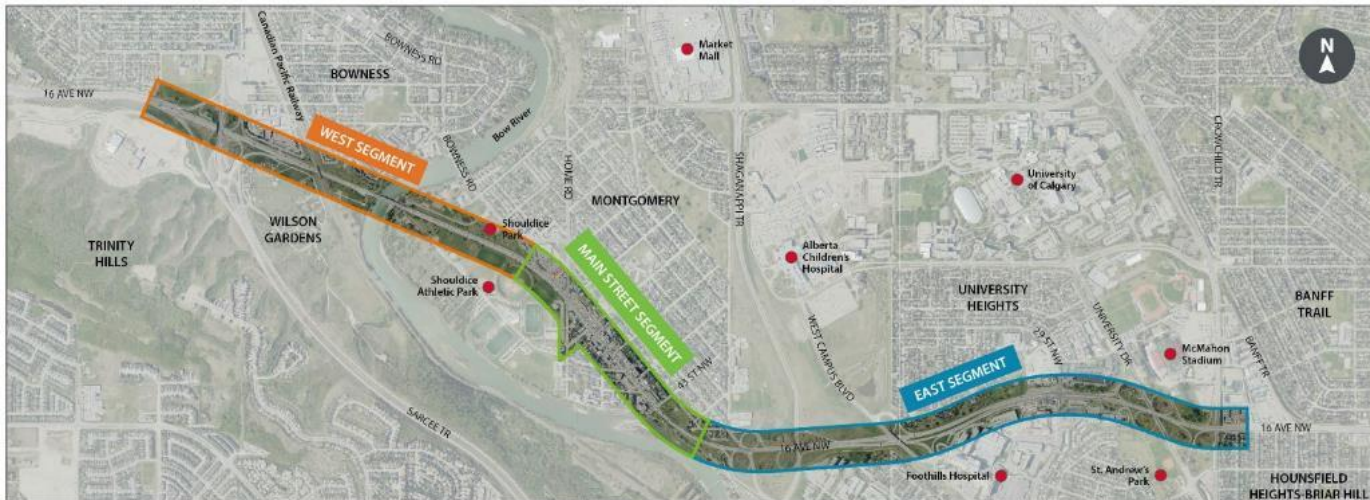 Market
Mall
N
Canadian Pacific Railway
BOWNESS RD
BOWNESS
16 AVE NW
WEST SEGMENT
Bow River
BOWNESS RD
HOME RD
SHAGANAPPI TR
CROWCHILD TR
University
of Calgary
MONTGOMERY
WILSON
GARDENS
TRINITY
HILLS
Shouldice
Park
Shouldice
Athletic Park
MAIN STREET SEGMENT
Alberta
Children's
Hospital
UNIVERSITY
HEIGHTS
BANFF
TRAIL
WEST CAMPUS BLVD
29 ST NW
UNIVERSITY DR
McMahon
Stadium
BANFF TR
43 ST NW
EAST SEGMENT
SARCEE TR
16 AVE NW
16 AVE NW
Foothills Hospital
St. Andrew's
Park
HOUNSFIELD
HEIGHTS-BRIAR HILL